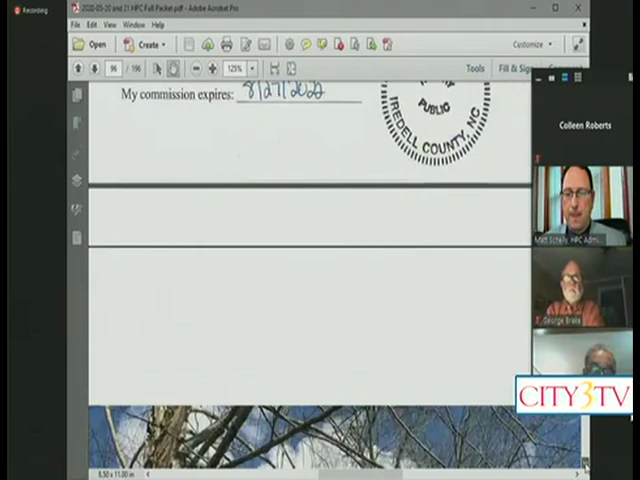 Recording
2020-05-20 and 21 HPC Full Packet.pdf - Adobe Acrobat Pro
File Edit View Window Help
Open Create Customize
96 / 196 125% Tools Fill & Sign
My commission expires: 8/27/2022
PUBLIC
IREDELL COUNTY, NC
Colleen Roberts
Matt Schelly, HPC Admi...
George Brake
CITY3TV
8.50 x 11.00 in